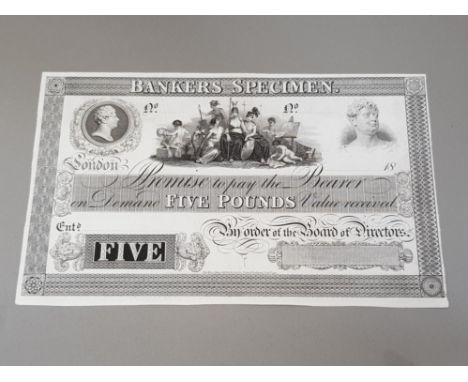 BANKERS SPECIMEN.
No No
London 18
I Promise to pay the Bearer
on Demand FIVE POUNDS Value received
Entd. By order of the Board of Directors.
FIVE